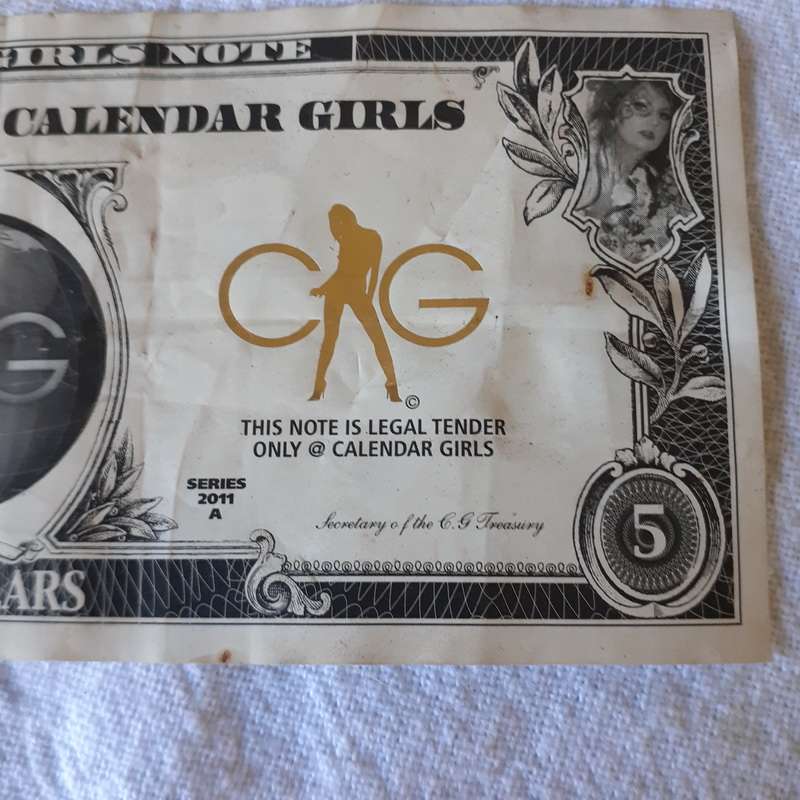 GIRLS NOTE
CALENDAR GIRLS
CG
G
©
THIS NOTE IS LEGAL TENDER
ONLY @ CALENDAR GIRLS
SERIES
2011
A
Secretary of the C.G Treasury
5
ARS